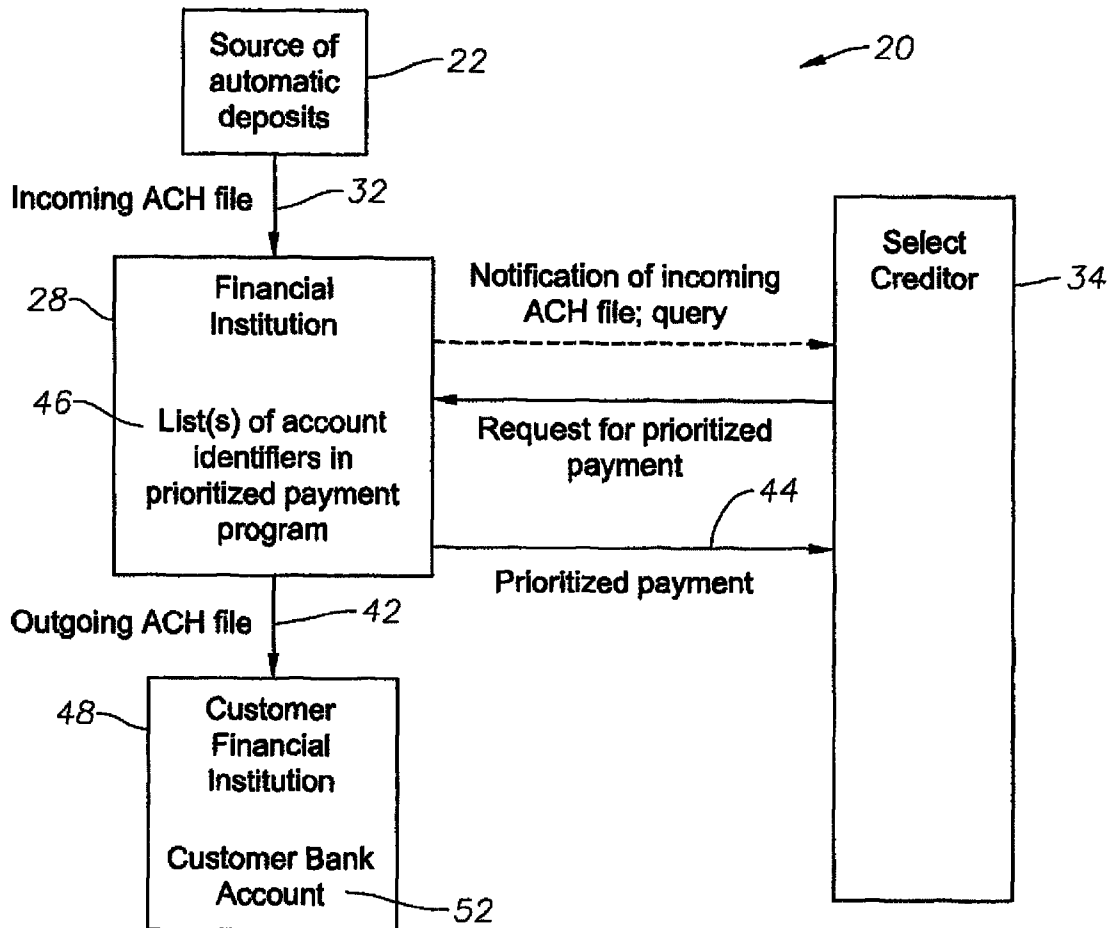 Source of
automatic
deposits
22
20
Incoming ACH file
32
Financial
Institution
28
46
List(s) of account
identifiers in
prioritized payment
program
Notification of incoming
ACH file; query
Request for prioritized
payment
44
Prioritized payment
Select
Creditor
34
Outgoing ACH file
42
48
Customer
Financial
Institution
Customer Bank
Account
52